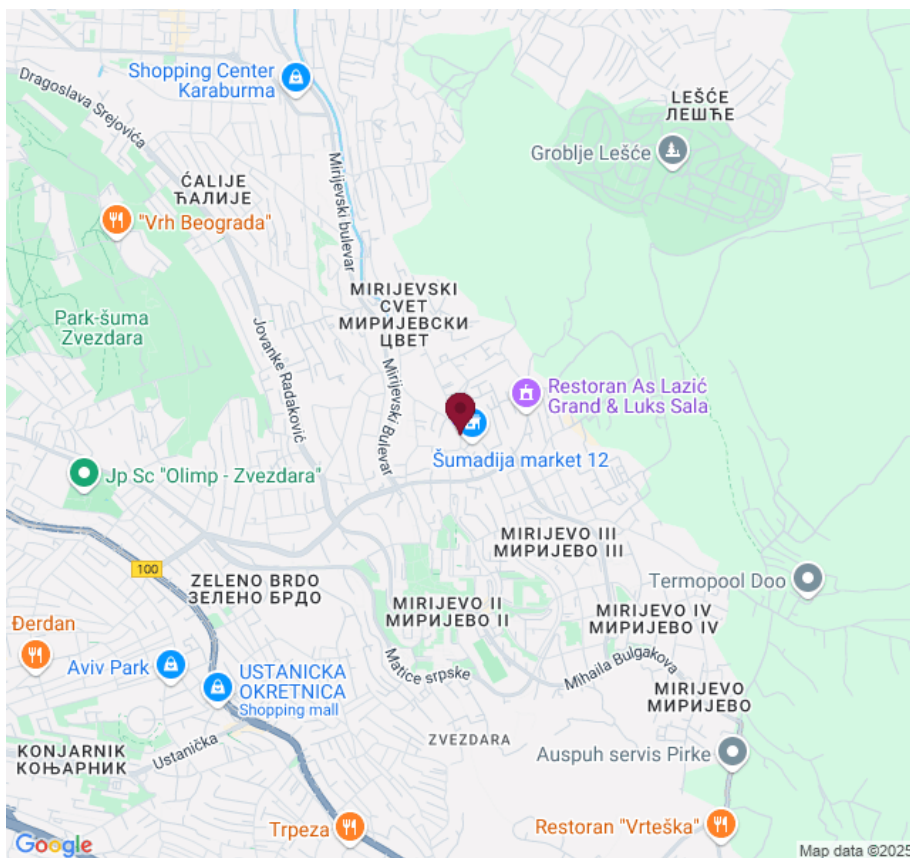 Shopping Center
Karaburma
Dragoslava Srejovića
LEŠĆE
ЛЕШЋЕ
Groblje Lešće
Mirijevski bulevar
ĆALIJE
ЋАЛИЈЕ
"Vrh Beograda"
MIRIJEVSKI
CVET
МИРИЈЕВСКИ
ЦВЕТ
Park-šuma
Zvezdara
Jovanke Radaković
Mirijevski Bulevar
Restoran As Lazić
Grand & Luks Sala
Šumadija market 12
Jp Sc "Olimp - Zvezdara"
MIRIJEVO III
МИРИЈЕВО III
100
ZELENO BRDO
ЗЕЛЕНО БРДО
Termopool Doo
MIRIJEVO II
МИРИЈЕВО II
MIRIJEVO IV
МИРИЈЕВО IV
Đerdan
Aviv Park
USTANICKA
OKRETNICA
Shopping mall
Matice srpske
Mihaila Bulgakova
MIRIJEVO
МИРИЈЕВО
Ustanička
ZVEZDARA
KONJARNIK
КОЊАРНИК
Auspuh servis Pirke
Trpeza
Restoran "Vrteška"
Google
Map data ©2025